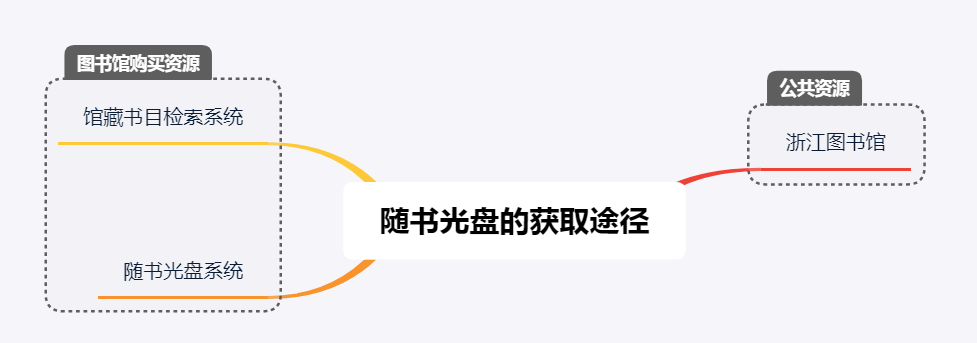 图书馆购买资源
馆藏书目检索系统
随书光盘系统
随书光盘的获取途径
公共资源
浙江图书馆